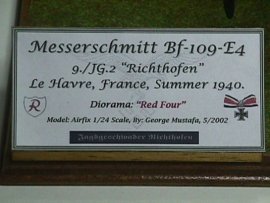 Messerschmitt Bf-109-E4
9./JG.2 "Richthofen"
Le Havre, France, Summer 1940.
Diorama: "Red Four"
R
Model: Airfix 1/24 Scale, by: George Mustafa, 5/2002
Jagdgeschwader Richthofen